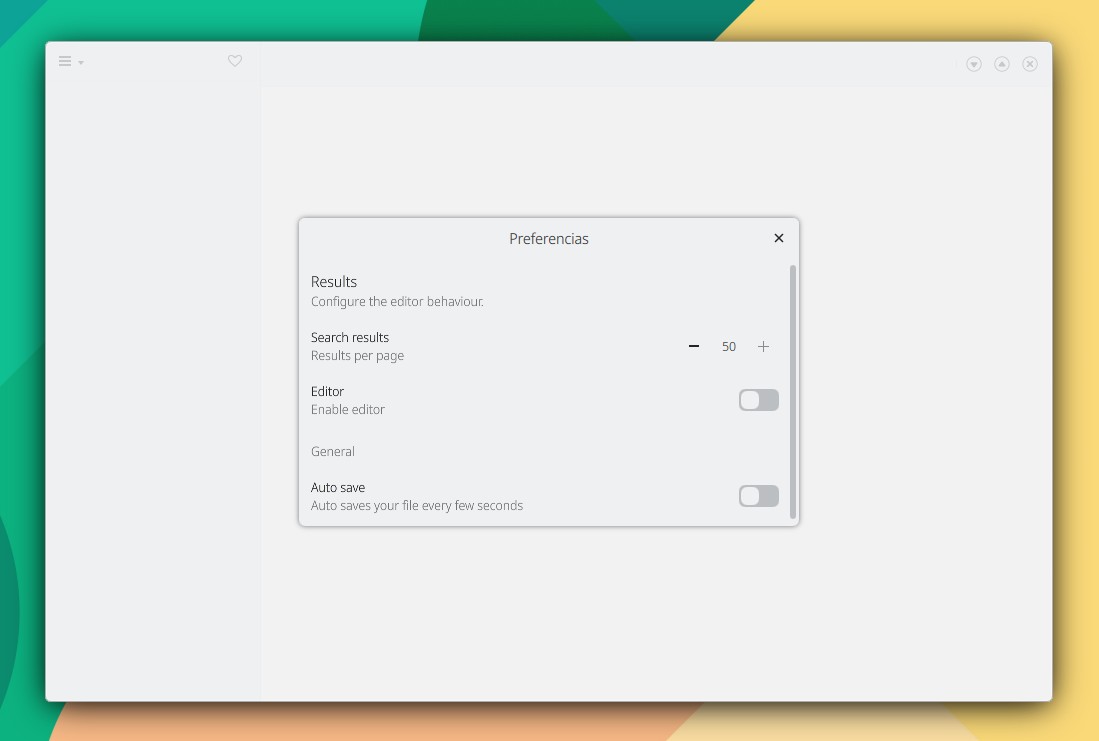 Preferencias
Results
Configure the editor behaviour.
Search results
Results per page
50
Editor
Enable editor
General
Auto save
Auto saves your file every few seconds